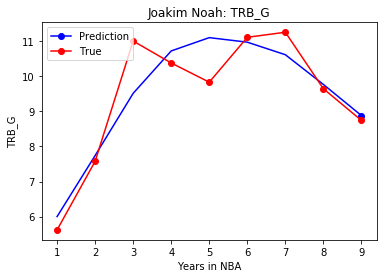 Joakim Noah: TRB_G
Prediction
True
11
10
9
8
7
6
TRB_G
1 2 3 4 5 6 7 8 9
Years in NBA